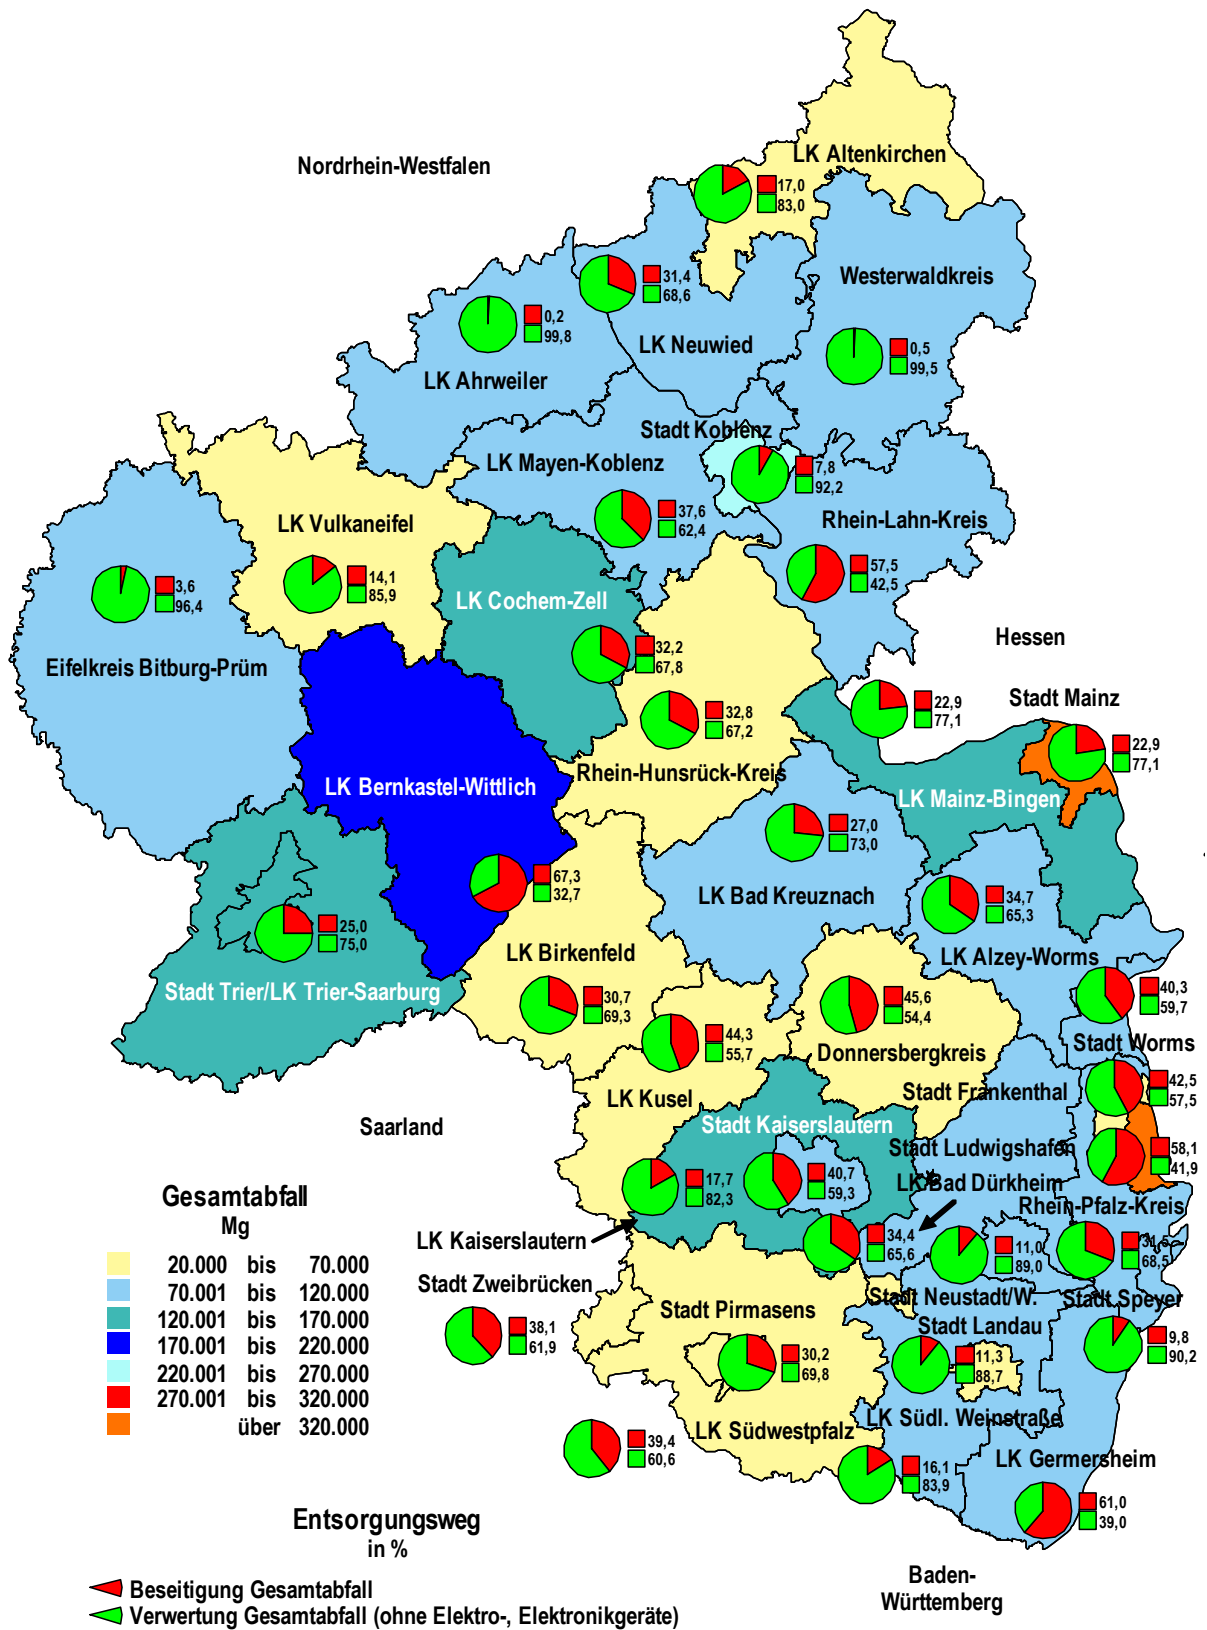 LK Altenkirchen
Nordrhein-Westfalen
17,0
83,0
Westerwaldkreis
31,4
68,6
0,2
99,8
LK Neuwied
0,5
99,5
LK Ahrweiler
Stadt Koblenz
LK Mayen-Koblenz
7,8
92,2
37,6
62,4
Rhein-Lahn-Kreis
LK Vulkaneifel
57,5
42,5
3,6
96,4
14,1
85,9
LK Cochem-Zell
Hessen
32,2
67,8
Eifelkreis Bitburg-Prüm
Stadt Mainz
22,9
77,1
32,8
67,2
22,9
77,1
Rhein-Hunsrück-Kreis
LK Bernkastel-Wittlich
LK Mainz-Bingen
27,0
73,0
67,3
32,7
LK Bad Kreuznach
34,7
65,3
25,0
75,0
LK Birkenfeld
LK Alzey-Worms
Stadt Trier/LK Trier-Saarburg
30,7
69,3
45,6
54,4
40,3
59,7
44,3
55,7
Donnersbergkreis
Stadt Worms
LK Kusel
Stadt Frankenthal
42,5
57,5
Saarland
Stadt Kaiserslautern
Stadt Ludwigshafen
58,1
41,9
17,7
82,3
40,7
59,3
LK Bad Dürkheim
Rhein-Pfalz-Kreis
LK Kaiserslautern
34,4
65,6
11,0
89,0
31,5
68,5
Stadt Zweibrücken
Stadt Neustadt/W.
Stadt Speyer
Stadt Pirmasens
Stadt Landau
38,1
61,9
30,2
69,8
11,3
88,7
9,8
90,2
LK Südwestpfalz
LK Südl. Weinstraße
39,4
60,6
16,1
83,9
LK Germersheim
61,0
39,0
Baden-
Württemberg
Gesamtabfall
Mg
20.000 bis 70.000
70.001 bis 120.000
120.001 bis 170.000
170.001 bis 220.000
220.001 bis 270.000
270.001 bis 320.000
über 320.000
Entsorgungsweg
in %
Beseitigung Gesamtabfall
Verwertung Gesamtabfall (ohne Elektro-, Elektronikgeräte)